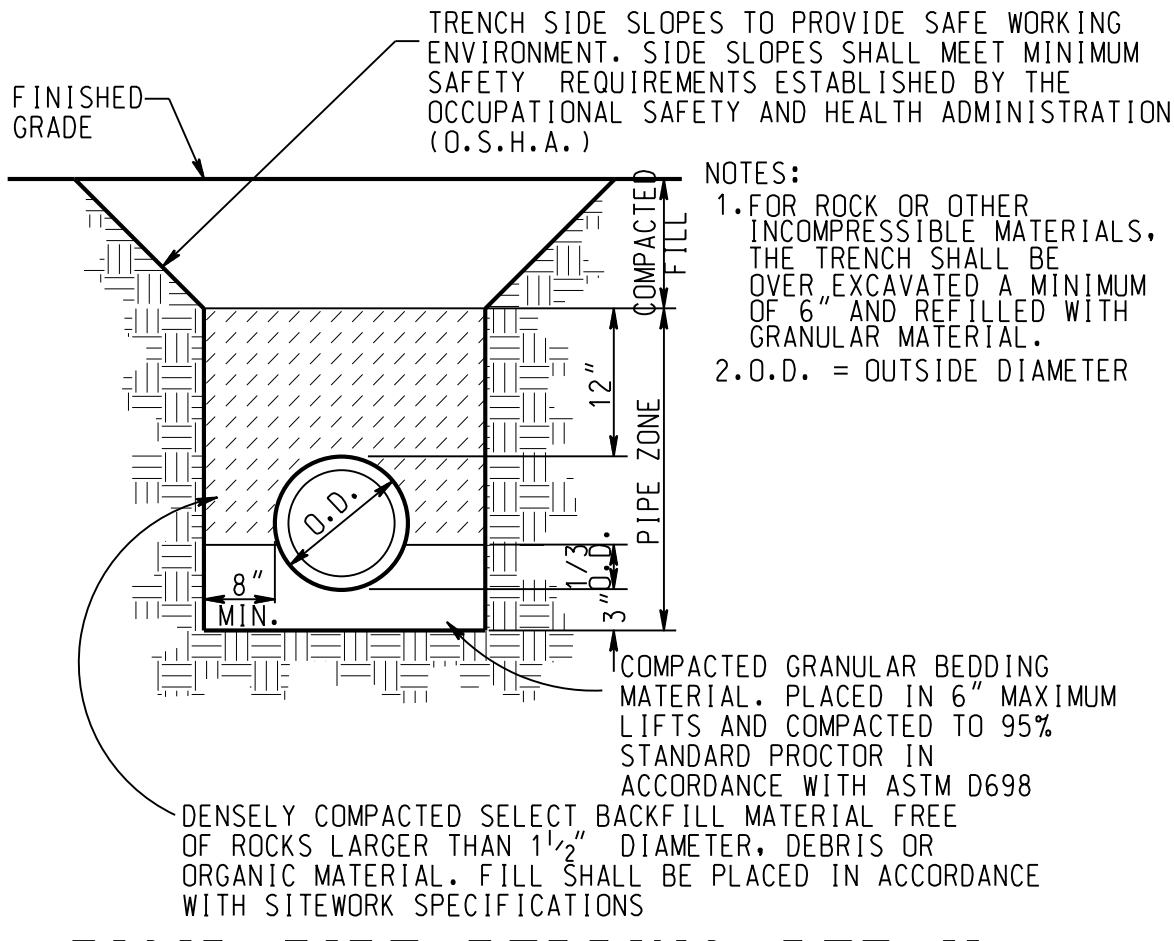 TRENCH SIDE SLOPES TO PROVIDE SAFE WORKING
ENVIRONMENT. SIDE SLOPES SHALL MEET MINIMUM
SAFETY REQUIREMENTS ESTABLISHED BY THE
OCCUPATIONAL SAFETY AND HEALTH ADMINISTRATION
(O.S.H.A.)
FINISHED
GRADE
COMPACTED
FILL
NOTES:
1.FOR ROCK OR OTHER
INCOMPRESSIBLE MATERIALS,
THE TRENCH SHALL BE
OVER EXCAVATED A MINIMUM
OF 6" AND REFILLED WITH
GRANULAR MATERIAL.
2.O.D. = OUTSIDE DIAMETER
12"
PIPE ZONE
O.D.
1/3
O.D.
3"
8"
MIN.
COMPACTED GRANULAR BEDDING
MATERIAL. PLACED IN 6" MAXIMUM
LIFTS AND COMPACTED TO 95%
STANDARD PROCTOR IN
ACCORDANCE WITH ASTM D698
DENSELY COMPACTED SELECT BACKFILL MATERIAL FREE
OF ROCKS LARGER THAN 1 1/2" DIAMETER, DEBRIS OR
ORGANIC MATERIAL. FILL SHALL BE PLACED IN ACCORDANCE
WITH SITEWORK SPECIFICATIONS